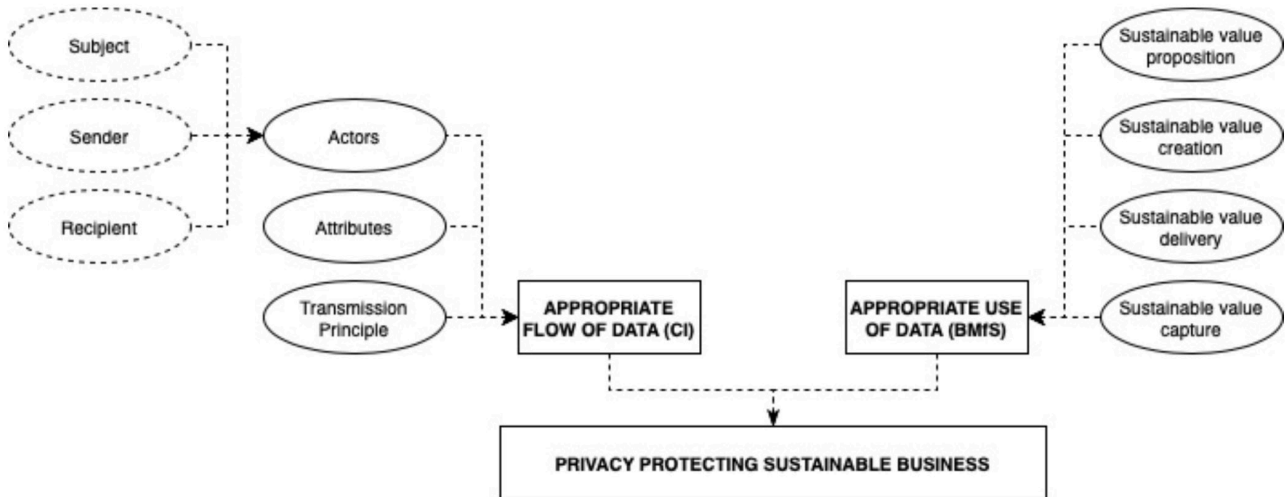 Subject
Sender
Recipient
Actors
Attributes
Transmission
Principle
APPROPRIATE
FLOW OF DATA (CI)
APPROPRIATE USE
OF DATA (BMfS)
Sustainable value
proposition
Sustainable value
creation
Sustainable value
delivery
Sustainable value
capture
PRIVACY PROTECTING SUSTAINABLE BUSINESS